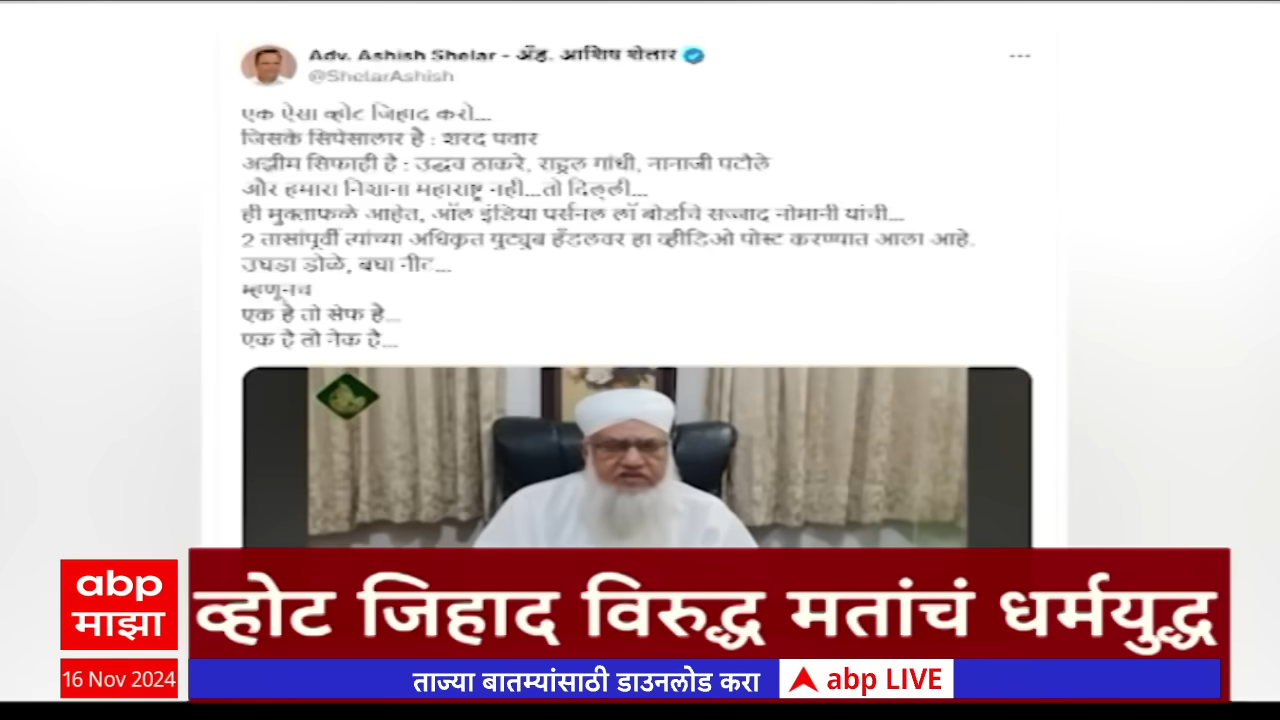 Adv. Ashish Shelar - ॲड. आशिष शेलार
@ShelarAshish
एक ऐसा व्होट जिहाद करो...
जिसके सिपेसालार है : शरद पवार
अझीम सिफाही है : उद्धव ठाकरे, राहूल गांधी, नानाजी पटौले
और हमारा निशाना महाराष्ट्र नही...तो दिल्ली...
ही मुक्ताफळे आहेत, ऑल इंडिया पर्सनल लॉ बोर्डाचे सज्जाद नोमानी यांची...
2 तासांपूर्वी त्यांच्या अधिकृत युट्युब हँडलवर हा व्हीडिओ पोस्ट करण्यात आला आहे.
उघडा डोळे, बघा नीट...
म्हणूनच
एक है तो सेफ है...
एक है तो नेक है...
abp
माझा
व्होट जिहाद विरुद्ध मतांचं धर्मयुद्ध
16 Nov 2024
ताज्या बातम्यांसाठी डाउनलोड करा abp LIVE